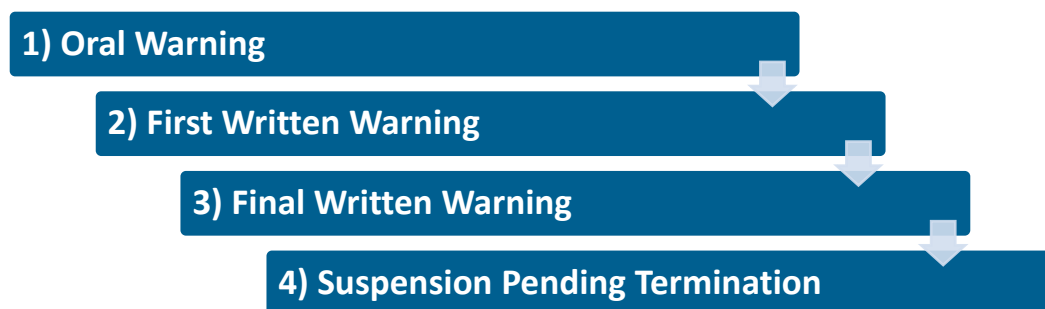 1) Oral Warning
2) First Written Warning
3) Final Written Warning
4) Suspension Pending Termination